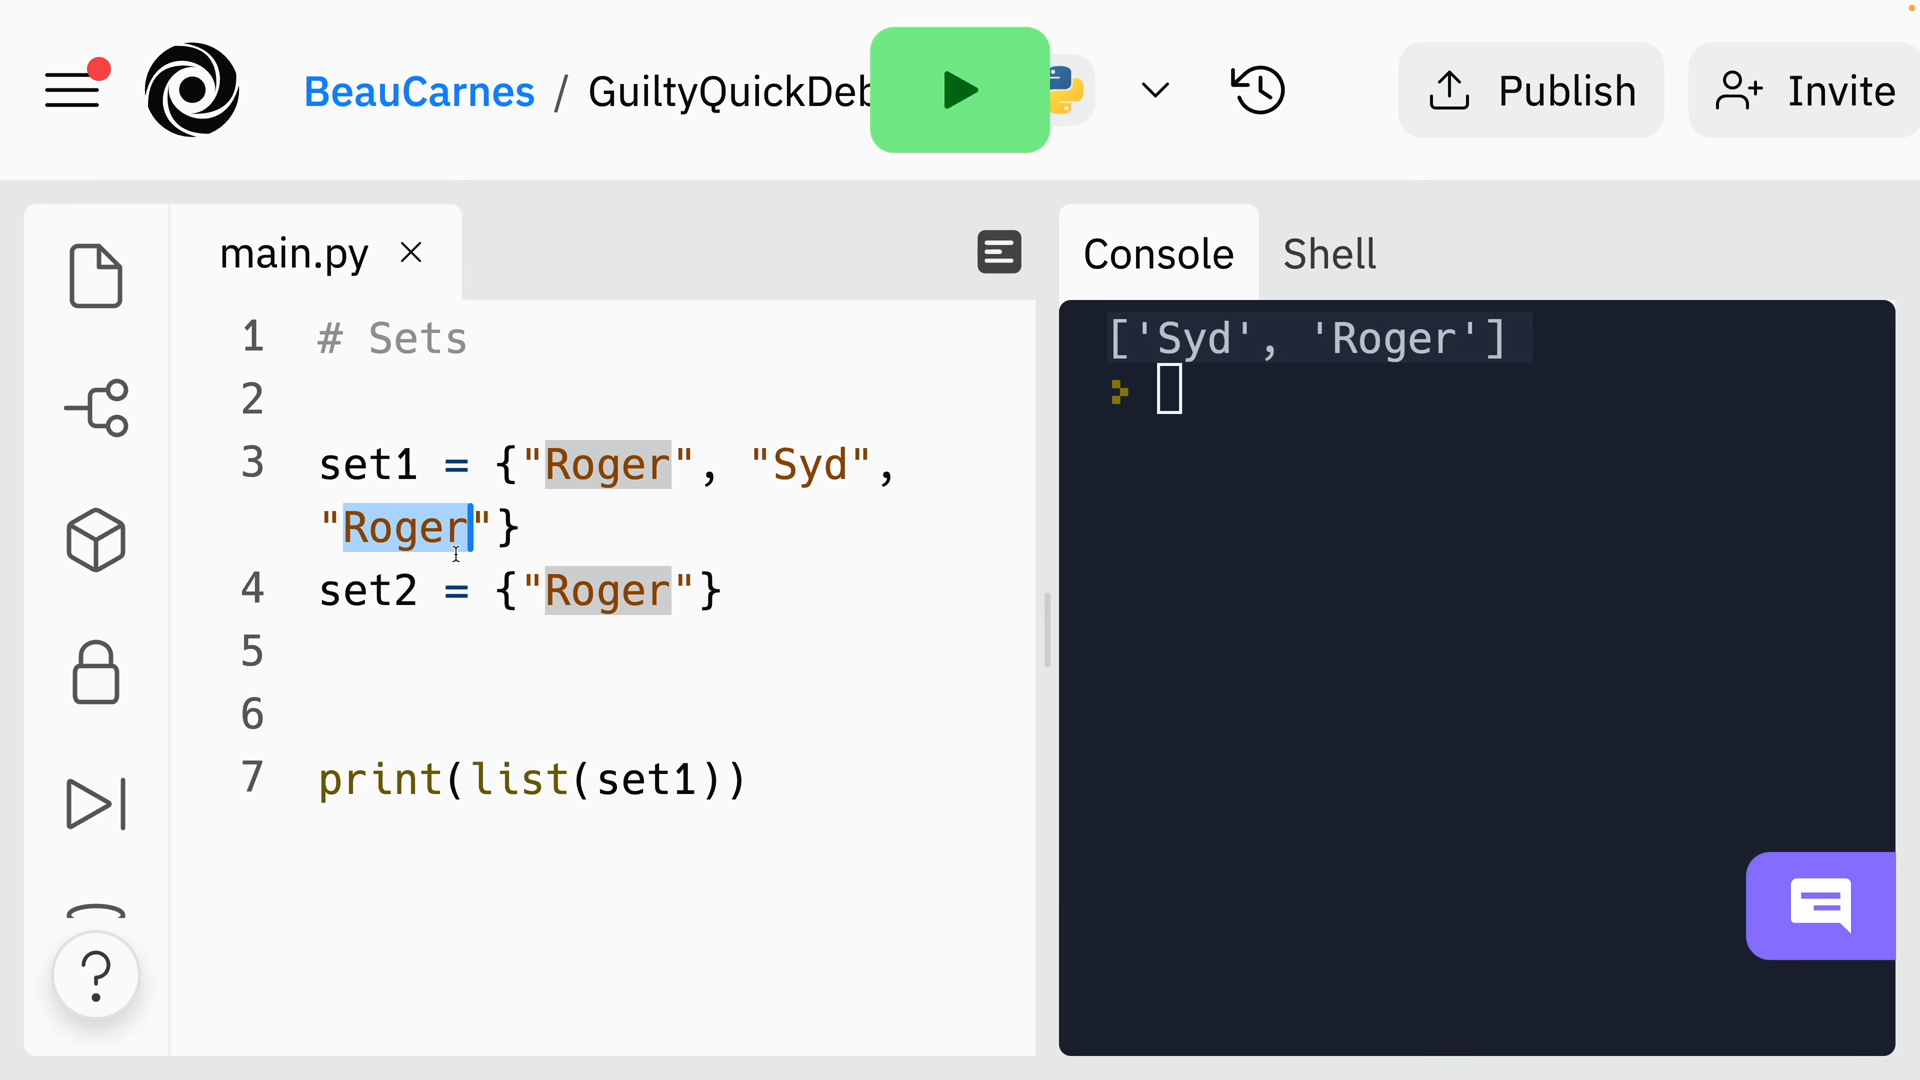 BeauCarnes / GuiltyQuickDeb
Publish
Invite
main.py
Console
Shell
1 # Sets
2
3 set1 = {"Roger", "Syd",
"Roger"}
4 set2 = {"Roger"}
5
6
7 print(list(set1))
['Syd', 'Roger']
?